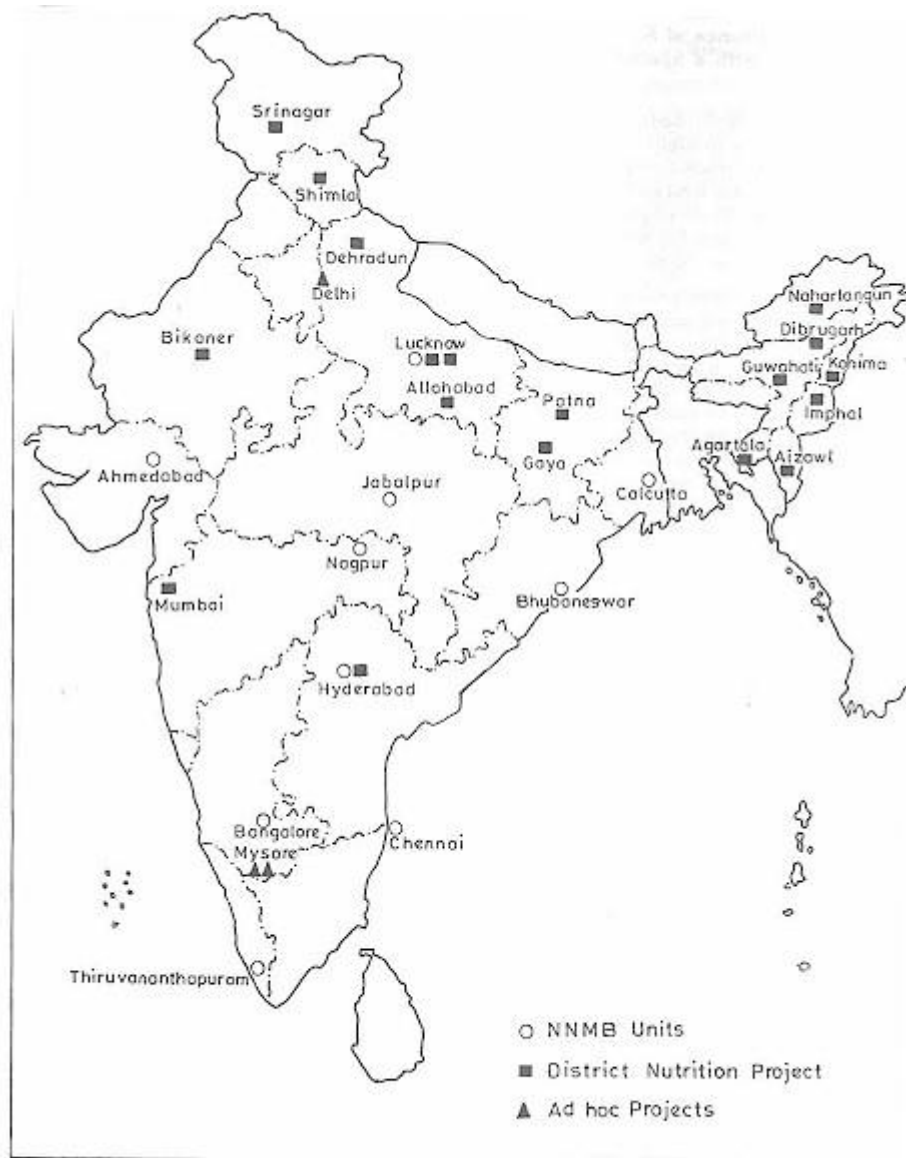 Srinagar
Shimla
Dehradun
Delhi
Naharlangun
Dibrugarh
Bikaner
Lucknow
Guwahati
Kohima
Allahabad
Patna
Imphal
Agartala
Aizawl
Gaya
Ahmedabad
Jabalpur
Calcutta
Nagpur
Mumbai
Bhubaneswar
Hyderabad
Bangalore
Chennai
Mysore
Thiruvananthapuram
NNMB Units
District Nutrition Project
Ad hoc Projects